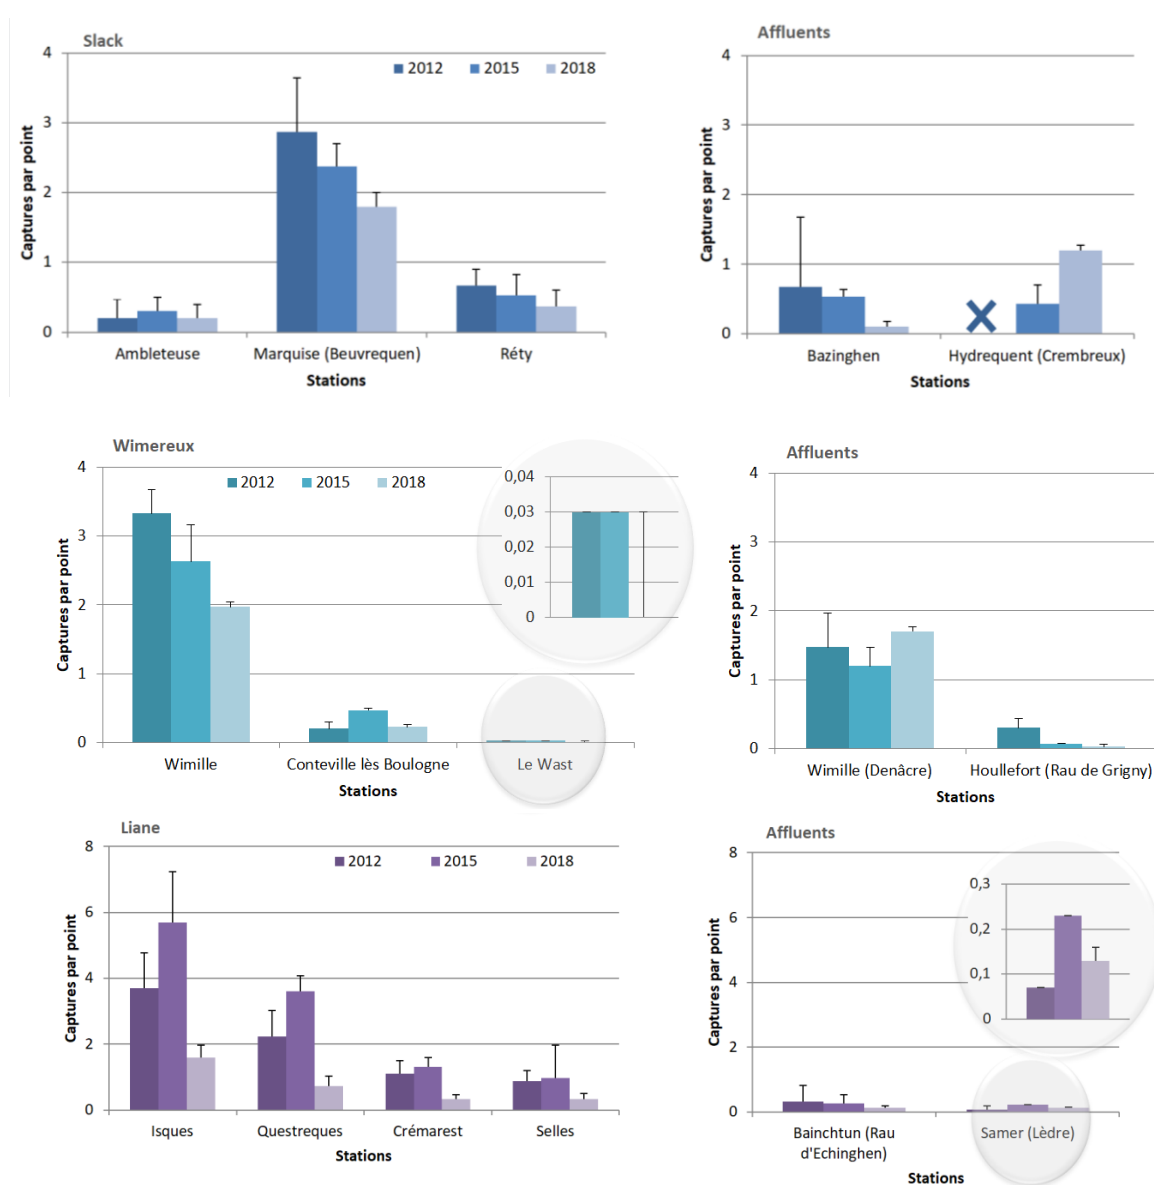 Slack
4
3
2
1
0
Captures par point
2012 2015 2018
Ambleteuse Marquise (Beuvrequen) Réty
Stations
Affluents
4
3
2
1
0
Captures par point
Bazinghen Hydrequent (Crembreux)
Stations
Wimereux
4
3
2
1
0
Captures par point
2012 2015 2018
0,04
0,03
0,02
0,01
0
Wimille Conteville lès Boulogne Le Wast
Stations
Affluents
4
3
2
1
0
Captures par point
Wimille (Denâcre) Houllefort (Rau de Grigny)
Stations
Liane
8
6
4
2
0
Captures par point
2012 2015 2018
Isques Questreques Crémarest Selles
Stations
Affluents
8
6
4
2
0
Captures par point
0,3
0,2
0,1
0
Bainchtun (Rau Samer (Lèdre)
d'Echinghen)
Stations